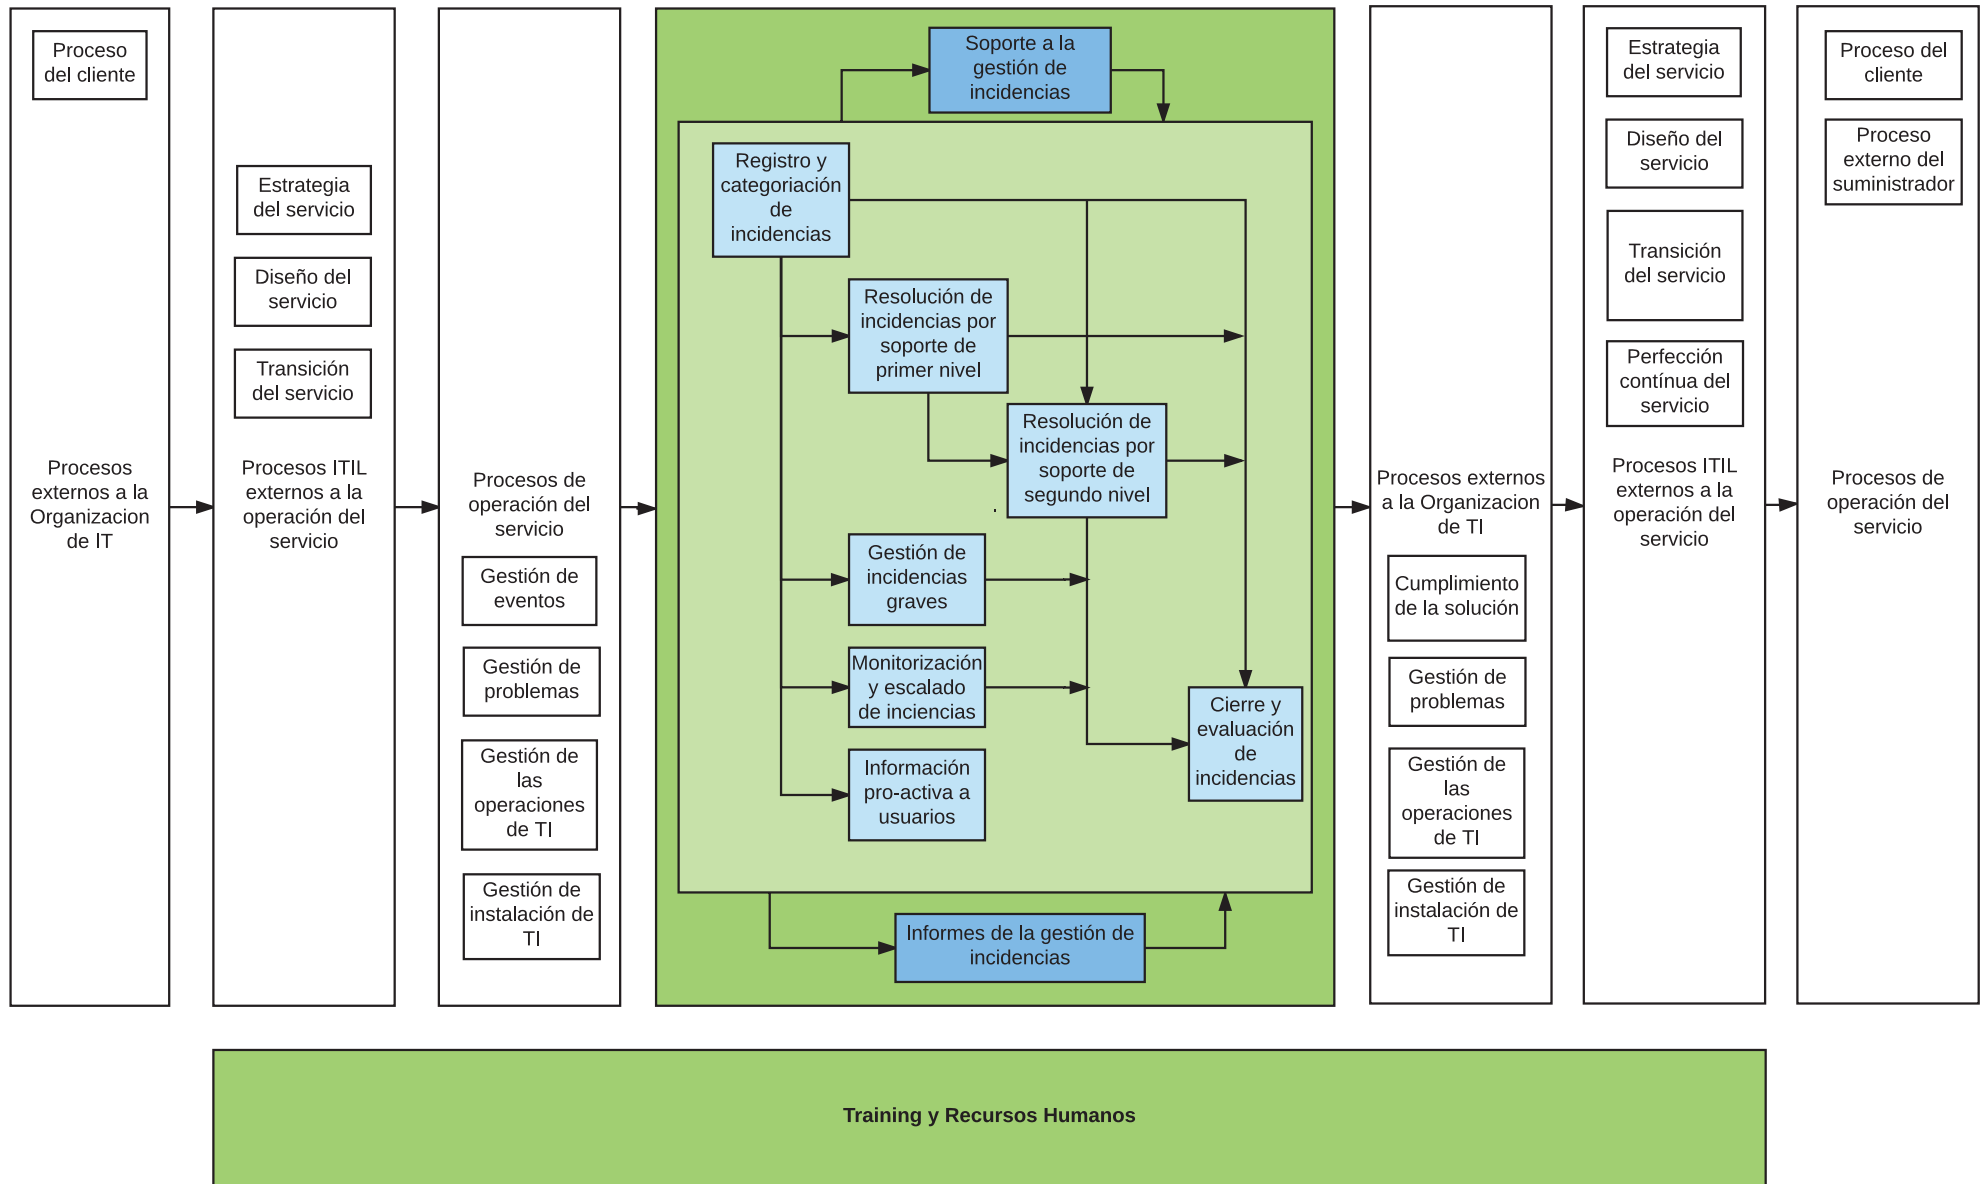 Proceso
del cliente
Procesos
externos a la
Organizacion
de IT
Estrategia
del servicio
Diseño del
servicio
Transición
del servicio
Procesos ITIL
externos a la
operación del
servicio
Procesos de
operación del
servicio
Gestión de
eventos
Gestión de
problemas
Gestión de
las
operaciones
de TI
Gestión de
instalación de
TI
Soporte a la
gestión de
incidencias
Registro y
categoriación
de
incidencias
Resolución de
incidencias por
soporte de
primer nivel
Resolución de
incidencias por
soporte de
segundo nivel
Gestión de
incidencias
graves
Monitorización
y escalado
de inciencias
Información
pro-activa a
usuarios
Cierre y
evaluación
de
incidencias
Informes de la gestión de
incidencias
Procesos externos
a la Organizacion
de TI
Cumplimiento
de la solución
Gestión de
problemas
Gestión de
las
operaciones
de TI
Gestión de
instalación de
TI
Estrategia
del servicio
Diseño del
servicio
Transición
del servicio
Perfección
contínua del
servicio
Procesos ITIL
externos a la
operación del
servicio
Proceso del
cliente
Proceso
externo del
suministrador
Procesos de
operación del
servicio
Training y Recursos Humanos